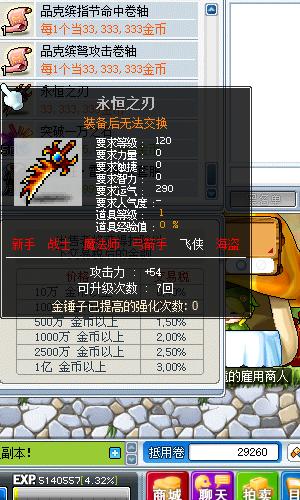 品克缤指节命中卷轴
每1个当33,333,333金币
品克缤弩攻击卷轴
每1个当33,333,333金币
永恒之刃
永恒之刃
装备后无法交换
要求等级: 120
要求力量: 0
要求敏捷: 0
要求智力: 0
要求运气: 290
要求人气度: -
道具等级: 1
道具经验值: 0 %
新手 战士 魔法师 弓箭手 飞侠 海盗
攻击力 : +54
可升级次数 : 7回
金锤子已提高的强化次数: 0
500万 金币以上 1,50%
1000万 金币以上 2,00%
2500万 金币以上 2,50%
1亿 金币以上 3,00%
的雇用商人
副本!
抵用卷 29260
EXP. 5140557[4.32%]
商城
聊天
拍卖